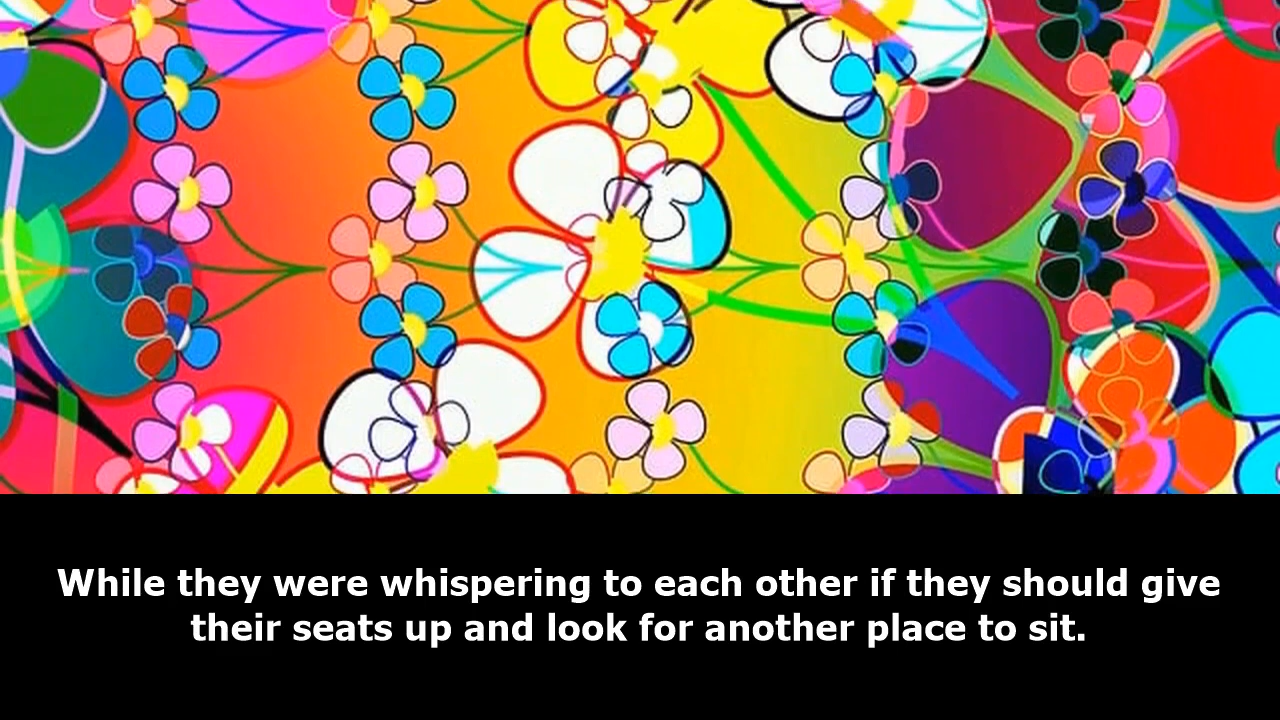 While they were whispering to each other if they should give
their seats up and look for another place to sit.